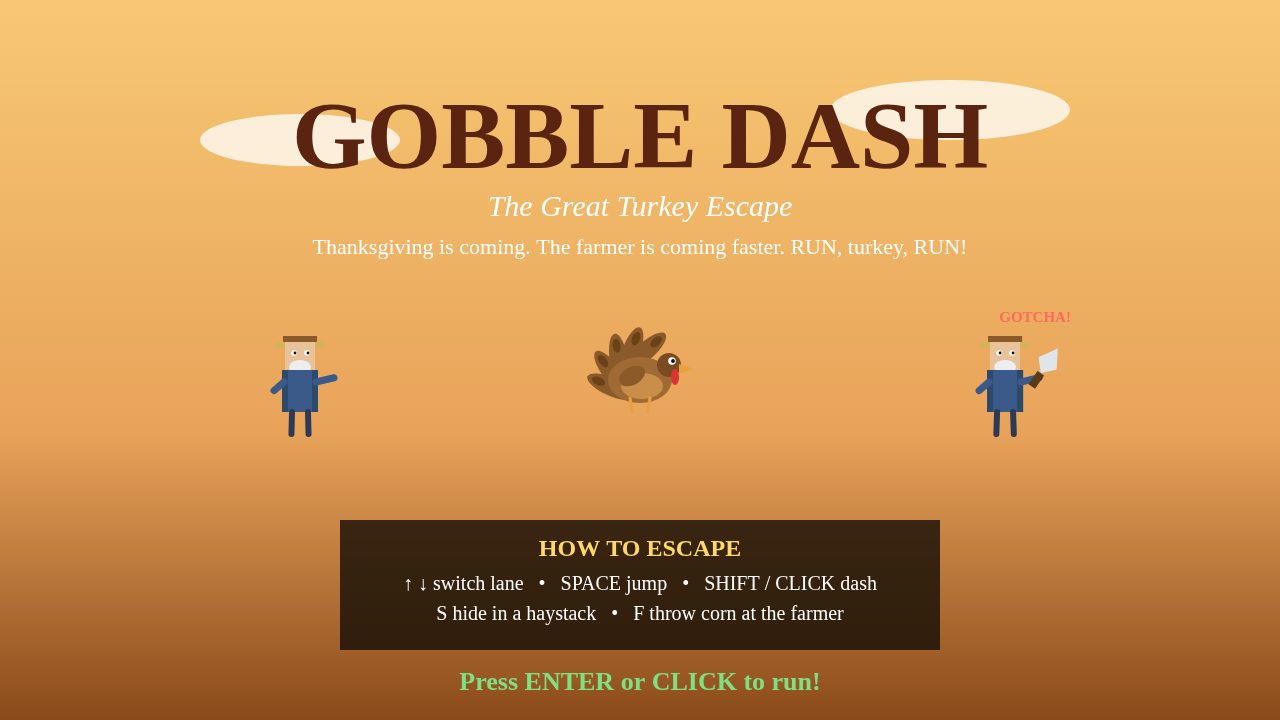 GOBBLE DASH
The Great Turkey Escape
Thanksgiving is coming. The farmer is coming faster. RUN, turkey, RUN!
GOTCHA!
HOW TO ESCAPE
↑ ↓ switch lane • SPACE jump • SHIFT / CLICK dash
S hide in a haystack • F throw corn at the farmer
Press ENTER or CLICK to run!